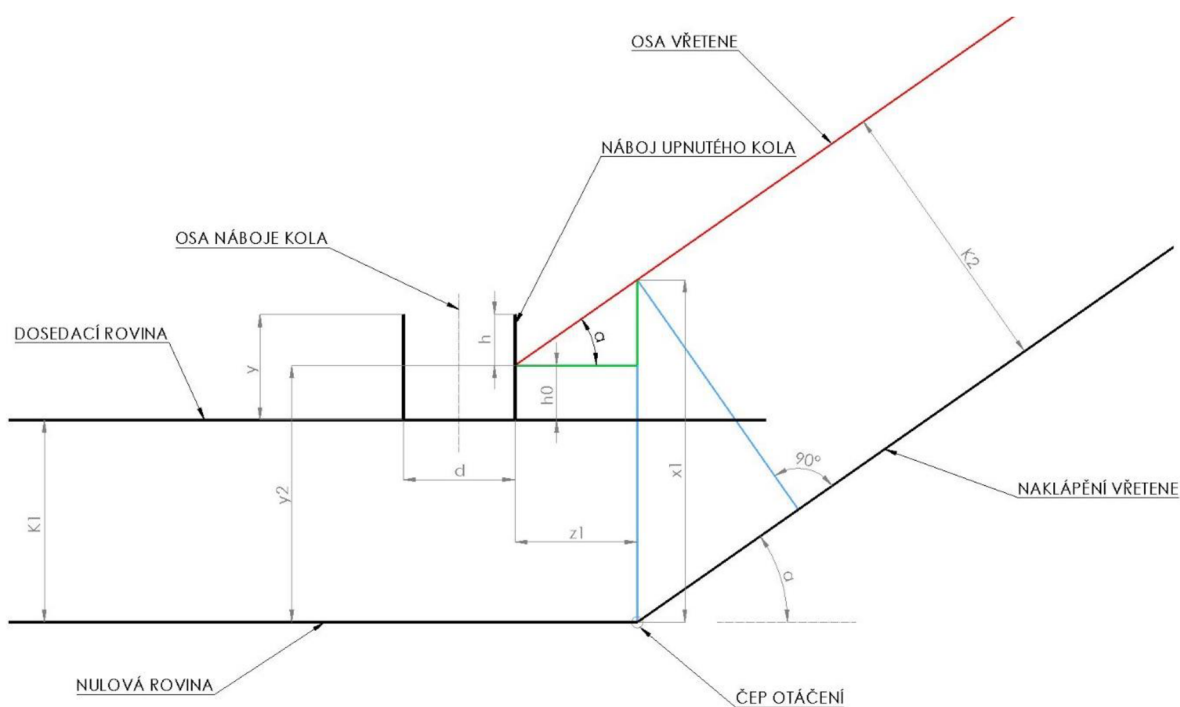 OSA VŘETENE
NÁBOJ UPNUTÉHO KOLA
OSA NÁBOJE KOLA
K2
DOSEDACÍ ROVINA
y
h
α
h0
d
x1
90°
K1
y2
z1
NAKLÁPĚNÍ VŘETENE
α
NULOVÁ ROVINA
ČEP OTÁČENÍ